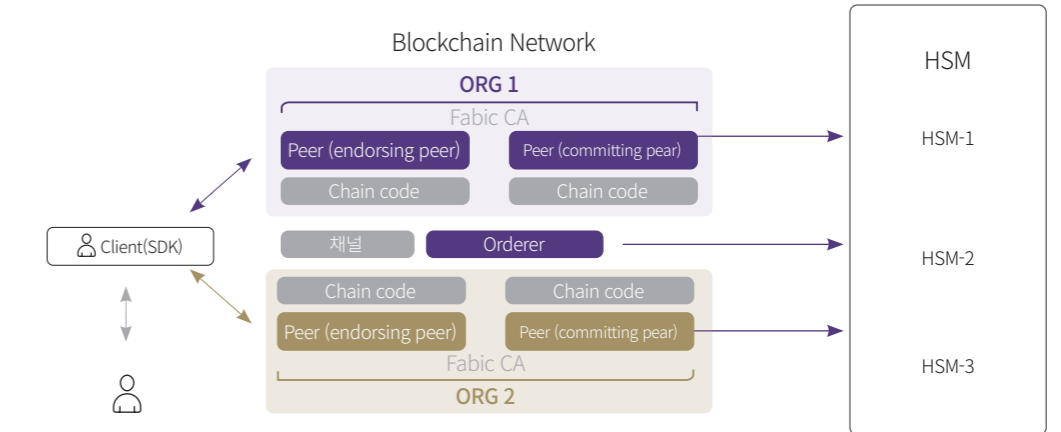 Blockchain Network
HSM
ORG 1
Fabic CA
Peer (endorsing peer)
Peer (committing pear)
HSM-1
Chain code
Chain code
Client(SDK)
채널
Orderer
HSM-2
Chain code
Chain code
Peer (endorsing peer)
Peer (committing pear)
Fabic CA
HSM-3
ORG 2